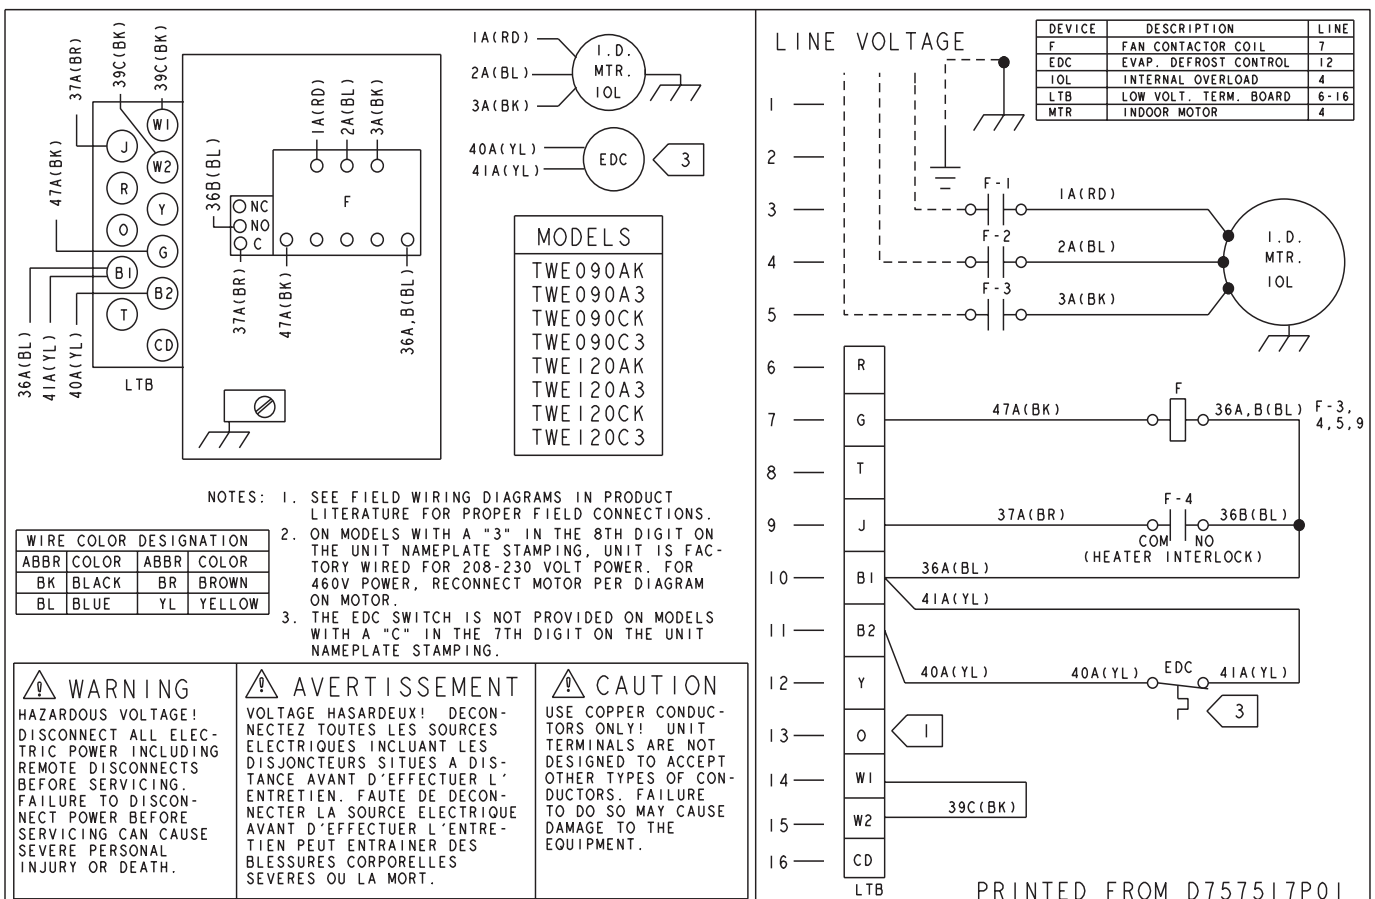 37A(BR)
39C(BK)
39C(BK)
47A(BK)
W1
J
W2
R
Y
O
G
B1
B2
T
CD
LTB
36A(BL)
41A(YL)
40A(YL)
36B(BL)
1A(RD)
2A(BL)
3A(BK)
F
NC
NO
C
37A(BR)
47A(BK)
36A,B(BL)
1A(RD)
2A(BL)
3A(BK)
I.D.
MTR.
IOL
40A(YL)
41A(YL)
EDC
3
MODELS
TWE090AK
TWE090A3
TWE090CK
TWE090C3
TWE120AK
TWE120A3
TWE120CK
TWE120C3
NOTES: 1. SEE FIELD WIRING DIAGRAMS IN PRODUCT
LITERATURE FOR PROPER FIELD CONNECTIONS.
2. ON MODELS WITH A "3" IN THE 8TH DIGIT ON
THE UNIT NAMEPLATE STAMPING, UNIT IS FAC-
TORY WIRED FOR 208-230 VOLT POWER. FOR
460V POWER, RECONNECT MOTOR PER DIAGRAM
ON MOTOR.
3. THE EDC SWITCH IS NOT PROVIDED ON MODELS
WITH A "C" IN THE 7TH DIGIT ON THE UNIT
NAMEPLATE STAMPING.
WIRE COLOR DESIGNATION
ABBR COLOR ABBR COLOR
BK BLACK BR BROWN
BL BLUE YL YELLOW
WARNING
HAZARDOUS VOLTAGE!
DISCONNECT ALL ELEC-
TRIC POWER INCLUDING
REMOTE DISCONNECTS
BEFORE SERVICING.
FAILURE TO DISCON-
NECT POWER BEFORE
SERVICING CAN CAUSE
SEVERE PERSONAL
INJURY OR DEATH.
AVERTISSEMENT
VOLTAGE HASARDEUX! DECON-
NECTEZ TOUTES LES SOURCES
ELECTRIQUES INCLUANT LES
DISJONCTEURS SITUES A DIS-
TANCE AVANT D'EFFECTUER L'
ENTRETIEN. FAUTE DE DECON-
NECTER LA SOURCE ELECTRIQUE
AVANT D'EFFECTUER L'ENTRE-
TIEN PEUT ENTRAINER DES
BLESSURES CORPORELLES
SEVERES OU LA MORT.
CAUTION
USE COPPER CONDUC-
TORS ONLY! UNIT
TERMINALS ARE NOT
DESIGNED TO ACCEPT
OTHER TYPES OF CON-
DUCTORS. FAILURE
TO DO SO MAY CAUSE
DAMAGE TO THE
EQUIPMENT.
LINE VOLTAGE
DEVICE DESCRIPTION LINE
F FAN CONTACTOR COIL 7
EDC EVAP. DEFROST CONTROL 12
IOL INTERNAL OVERLOAD 4
LTB LOW VOLT. TERM. BOARD 6-16
MTR INDOOR MOTOR 4
1
2
3
F-1
1A(RD)
4
F-2
2A(BL)
5
F-3
3A(BK)
I.D.
MTR.
IOL
6 R
F
7 G 47A(BK) 36A,B(BL) F-3,
4,5,9
8 T
F-4
9 J 37A(BR) 36B(BL)
COM NO
(HEATER INTERLOCK)
10 B1 36A(BL)
41A(YL)
11 B2
12 Y 40A(YL) 40A(YL) EDC 41A(YL)
3
13 O 1
14 W1
39C(BK)
15 W2
16 CD
LTB
PRINTED FROM D757517P01